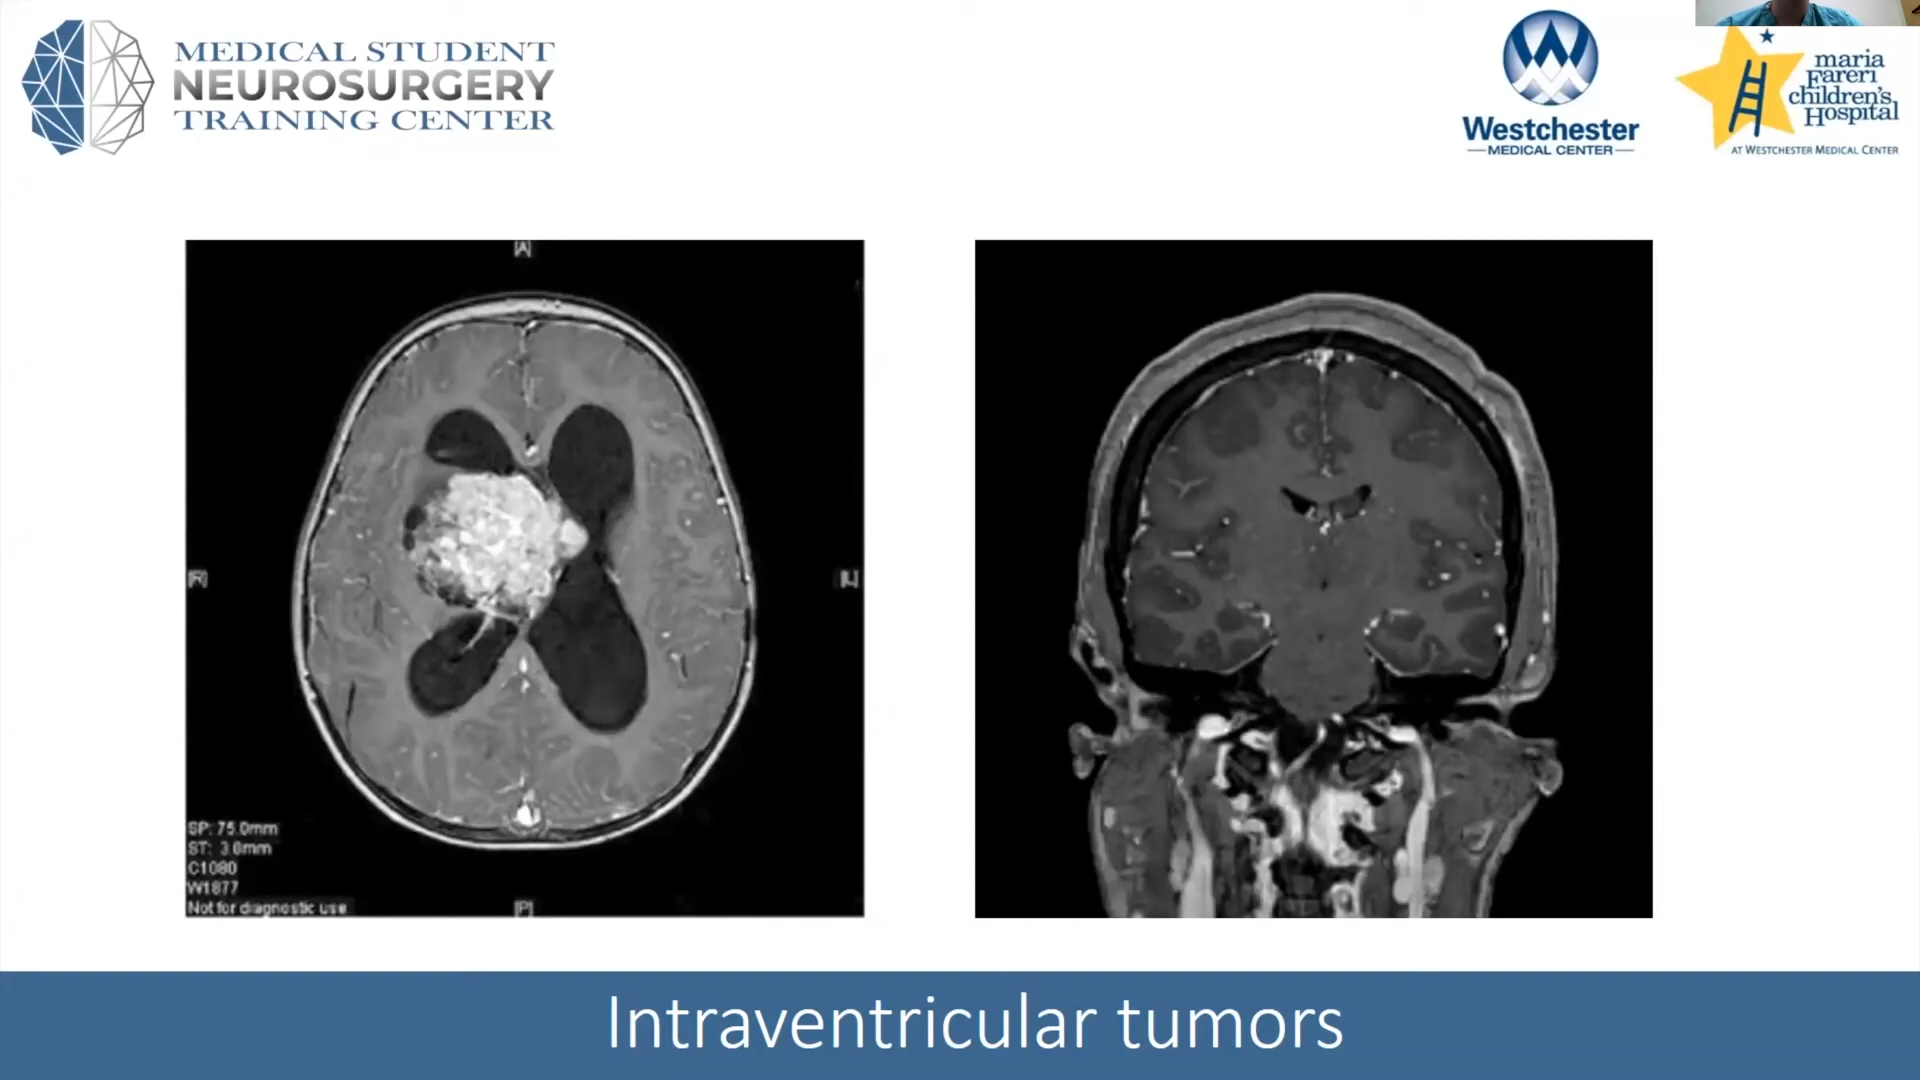 MEDICAL STUDENT
NEUROSURGERY
TRAINING CENTER
Westchester
MEDICAL CENTER
maria
Fareri
children's
Hospital
AT WESTCHESTER MEDICAL CENTER
[A]
[R]
[L]
SP: 75.0mm
ST: 3.0mm
C1080
W1877
Not for diagnostic use
[P]
Intraventricular tumors